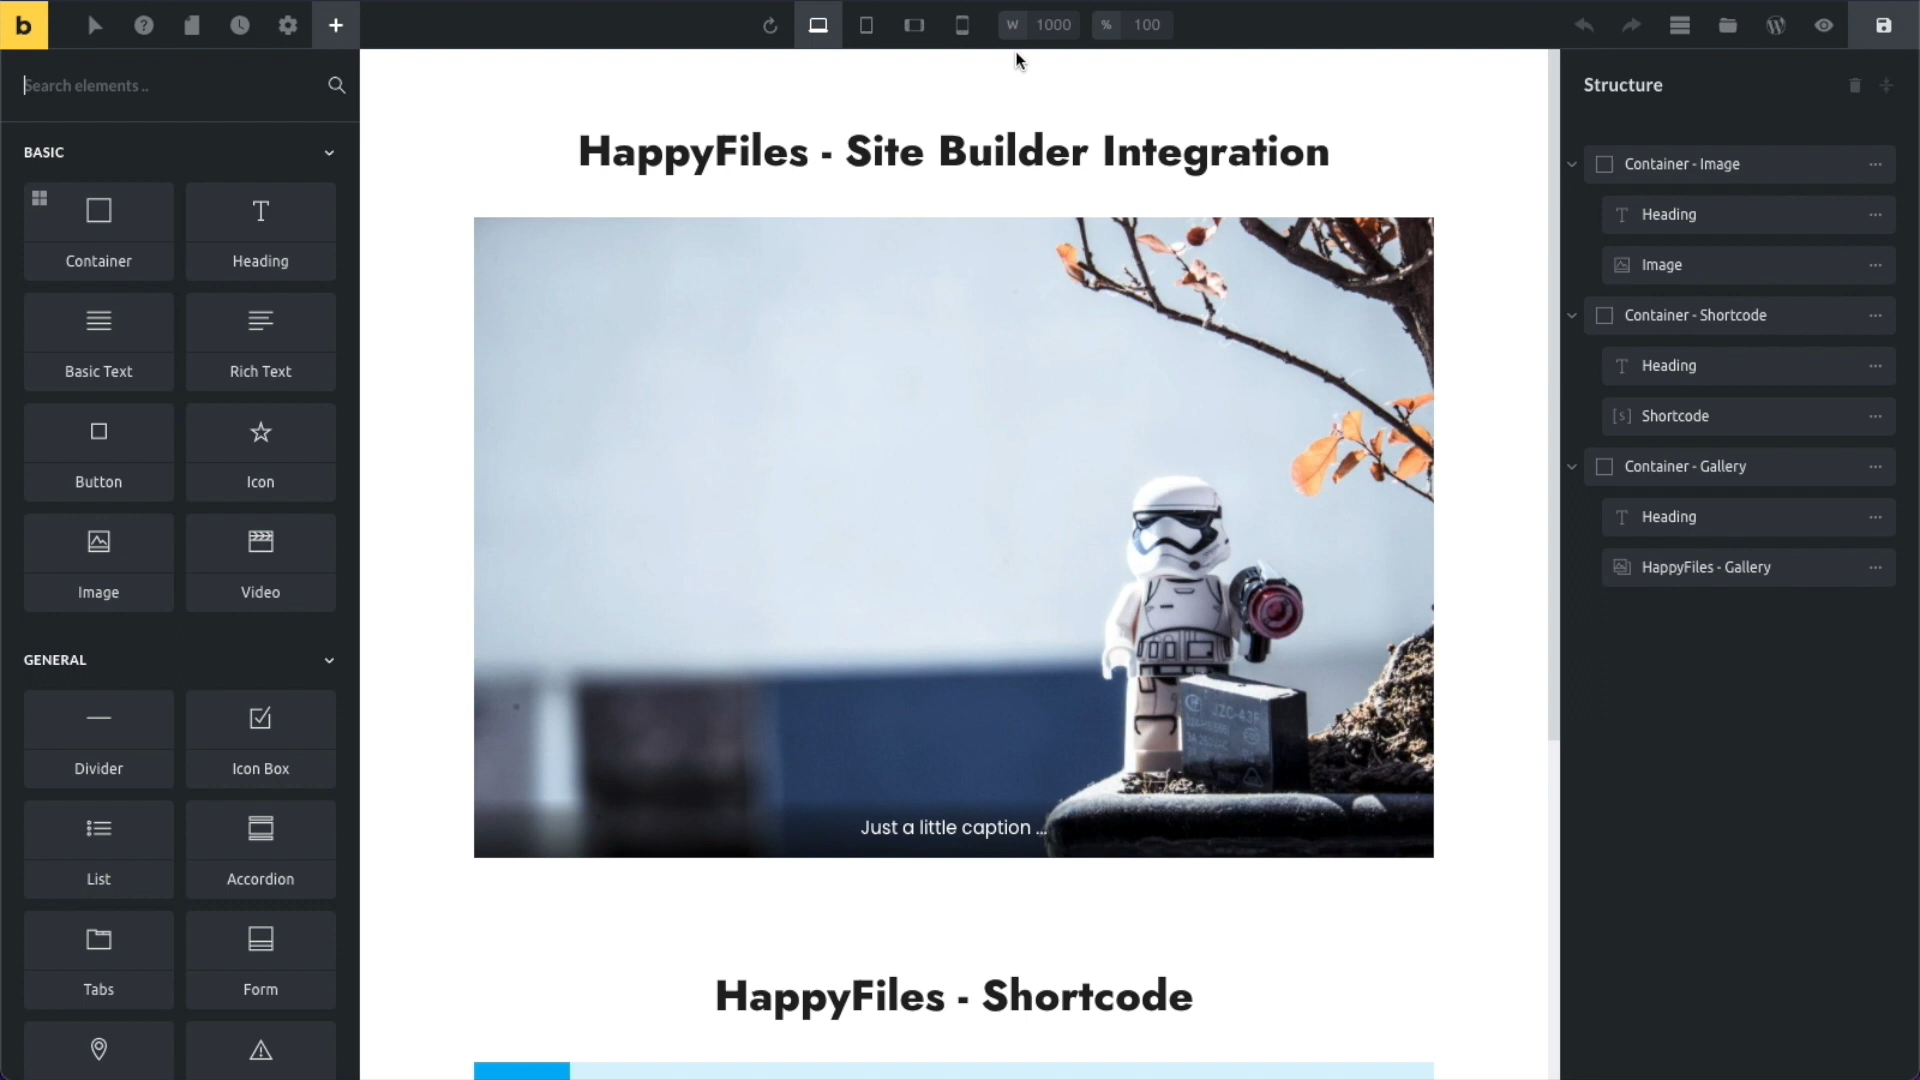 b
W 1000 % 100
Search elements ..
BASIC
Container
Heading
Basic Text
Rich Text
Button
Icon
Image
Video
GENERAL
Divider
Icon Box
List
Accordion
Tabs
Form
HappyFiles - Site Builder Integration
JZC-43F
Just a little caption ...
HappyFiles - Shortcode
Structure
Container - Image
Heading
Image
Container - Shortcode
Heading
[s] Shortcode
Container - Gallery
Heading
HappyFiles - Gallery